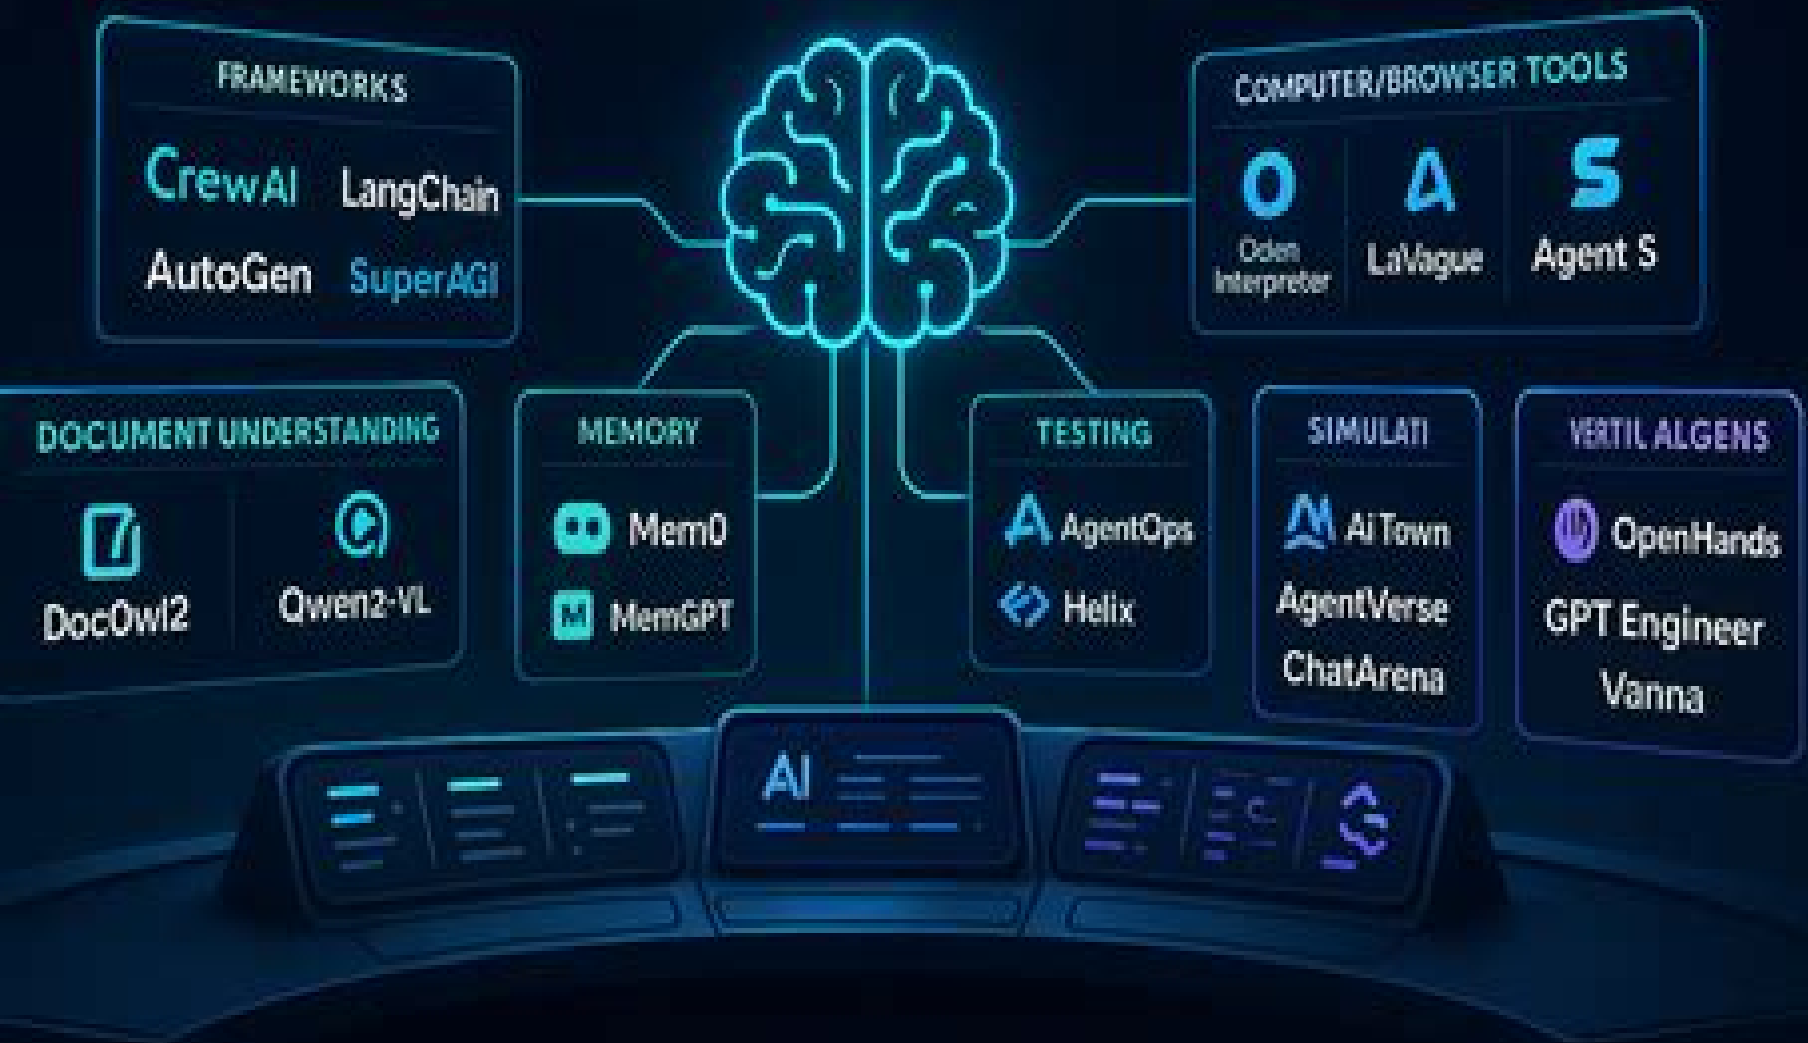 FRAMEWORKS
CrewAI
LangChain
AutoGen
SuperAGI
COMPUTER/BROWSER TOOLS
Oden
Interpreter
LaVague
Agent S
DOCUMENT UNDERSTANDING
DocOwl2
Qwen2-VL
MEMORY
Mem0
M MemGPT
TESTING
AgentOps
Helix
SIMULATI
Ai Town
AgentVerse
ChatArena
VERTIL ALGENS
OpenHands
GPT Engineer
Vanna
AI